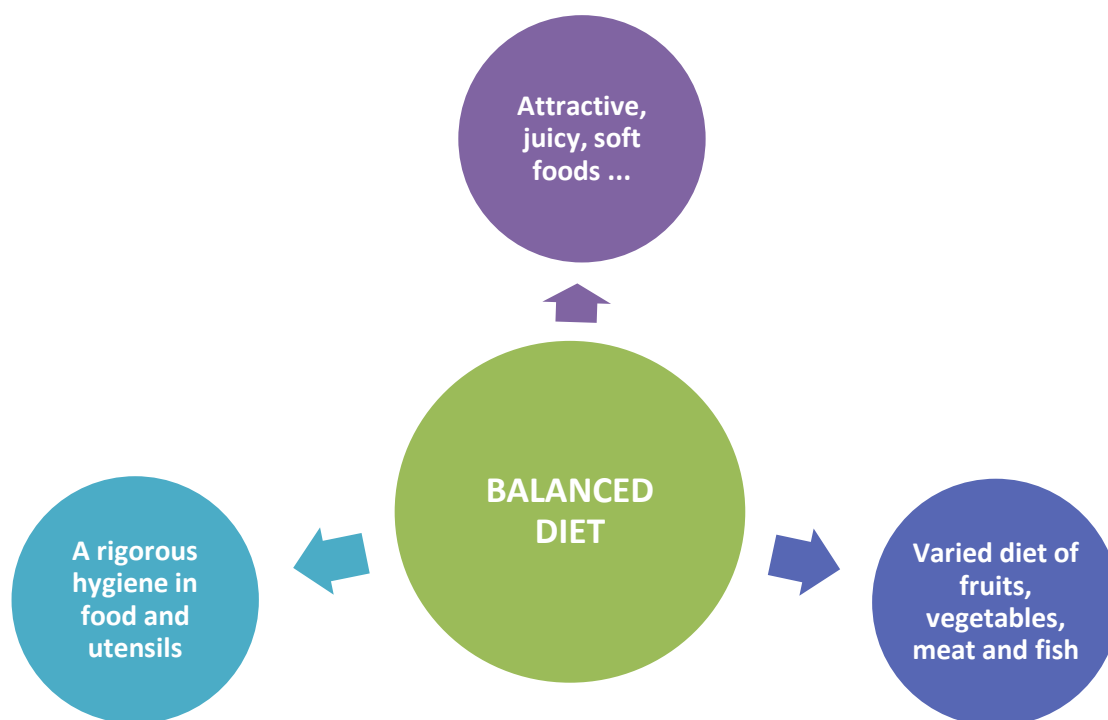 Attractive,
juicy, soft
foods ...
BALANCED
DIET
A rigorous
hygiene in
food and
utensils
Varied diet of
fruits,
vegetables,
meat and fish